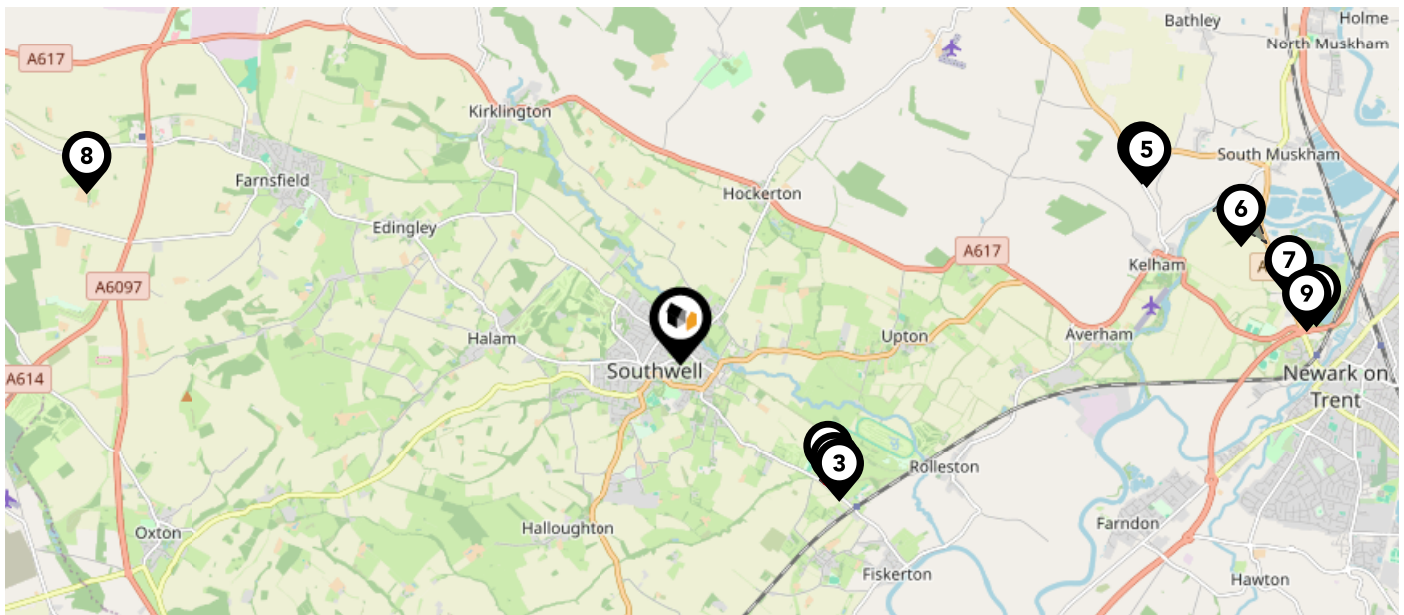 Bathley
Holme
North Muskham
A617
Kirklington
8
5
South Muskham
Farnsfield
Hockerton
6
Edingley
A617
7
Kelham
A6097
9
Halam
Upton
Averham
Southwell
A614
Newark on
Trent
3
Rolleston
Oxton
Halloughton
Farndon
Fiskerton
Hawton